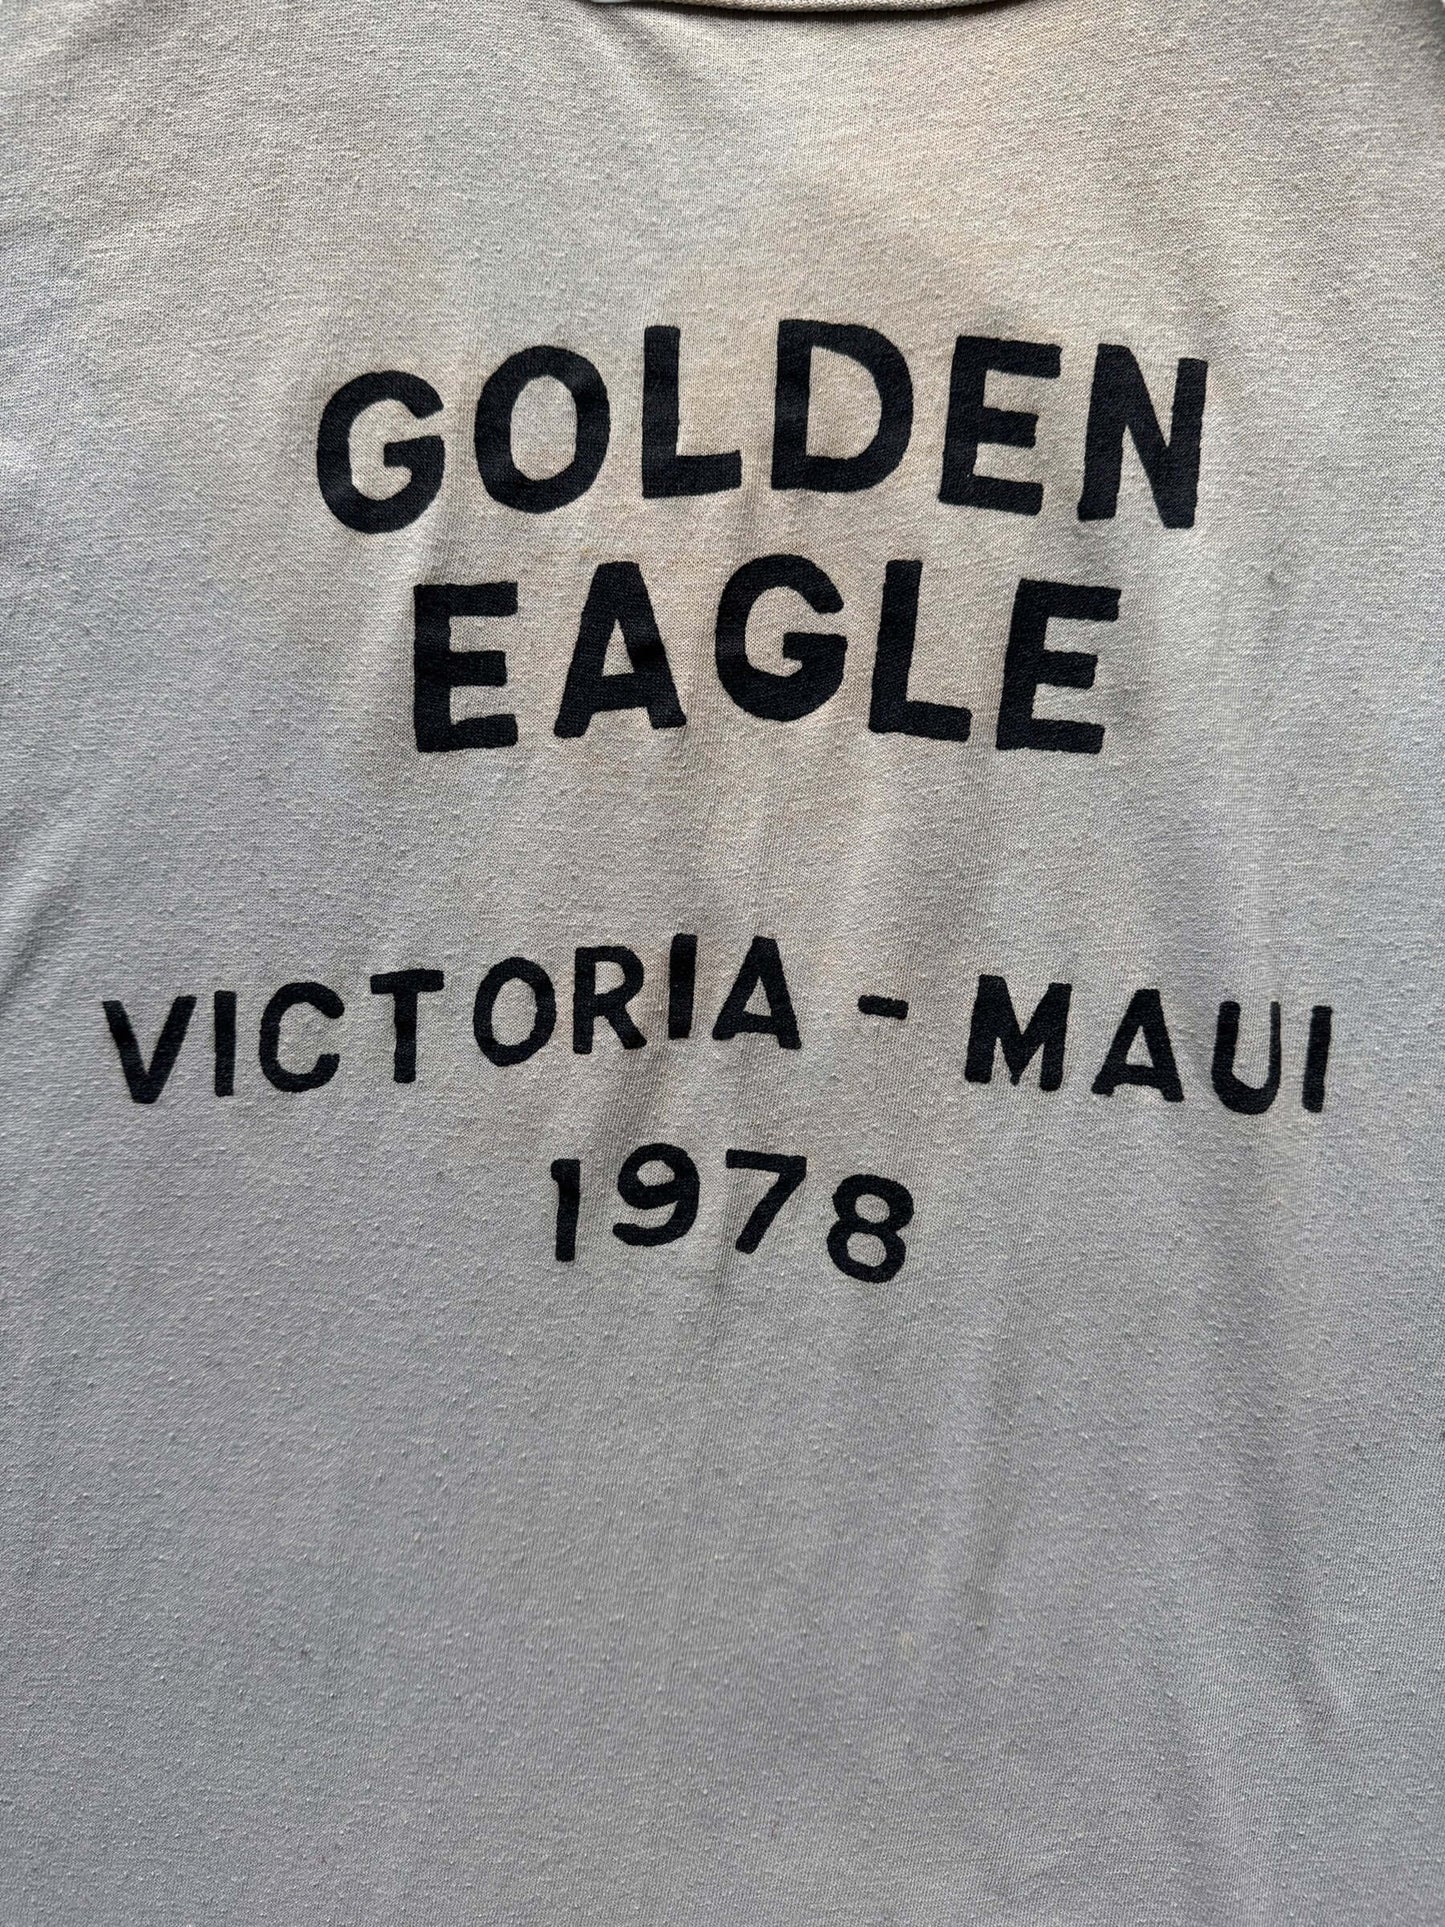 GOLDEN
EAGLE
VICTORIA - MAUI
1978